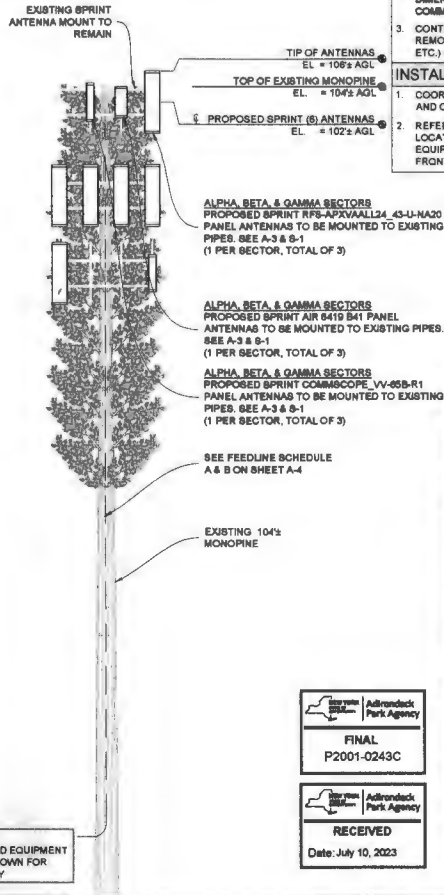 EXISTING SPRINT
ANTENNA MOUNT TO
REMAIN
COMM
3. CONT
REMO
ETC.)
INSTAL
1. COOR
AND C
2. REFE
LOCAT
EQUIP
FRON
TIP OF ANTENNAS
EL. = 106'± AGL
TOP OF EXISTING MONOPINE
EL. = 104'± AGL
℄ PROPOSED SPRINT (6) ANTENNAS
EL. = 102'± AGL
ALPHA, BETA, & GAMMA SECTORS
PROPOSED SPRINT RFS-APXVAALL24_43-U-NA20
PANEL ANTENNAS TO BE MOUNTED TO EXISTING
PIPES. SEE A-3 & S-1
(1 PER SECTOR, TOTAL OF 3)
ALPHA, BETA, & GAMMA SECTORS
PROPOSED SPRINT AIR 6419 B41 PANEL
ANTENNAS TO BE MOUNTED TO EXISTING PIPES.
SEE A-3 & S-1
(1 PER SECTOR, TOTAL OF 3)
ALPHA, BETA, & GAMMA SECTORS
PROPOSED SPRINT COMMSCOPE_VV-65B-R1
PANEL ANTENNAS TO BE MOUNTED TO EXISTING
PIPES. SEE A-3 & S-1
(1 PER SECTOR, TOTAL OF 3)
SEE FEEDLINE SCHEDULE
A & B ON SHEET A-4
EXISTING 104'±
MONOPINE
NEW YORK
Adirondack
Park Agency
FINAL
P2001-0243C
NEW YORK
Adirondack
Park Agency
RECEIVED
Date: July 10, 2023
D EQUIPMENT
OWN FOR
Y